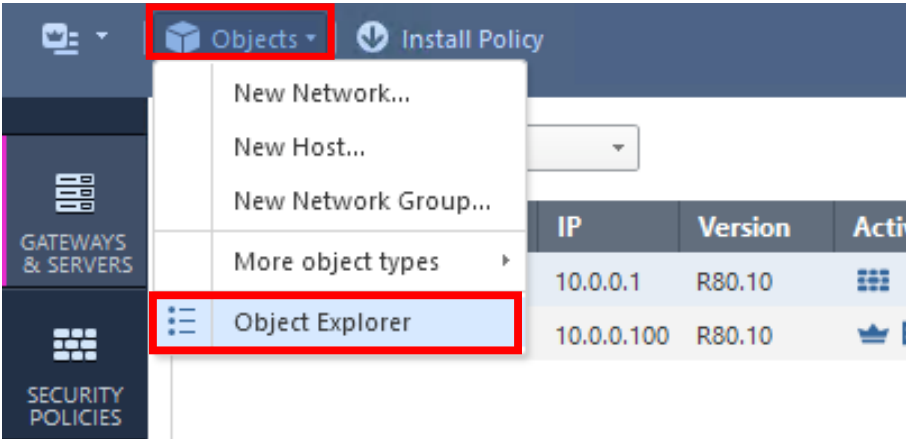 Objects Install Policy
New Network...
New Host...
New Network Group...
More object types
Object Explorer
GATEWAYS
& SERVERS
SECURITY
POLICIES
IP Version Acti
10.0.0.1 R80.10
10.0.0.100 R80.10